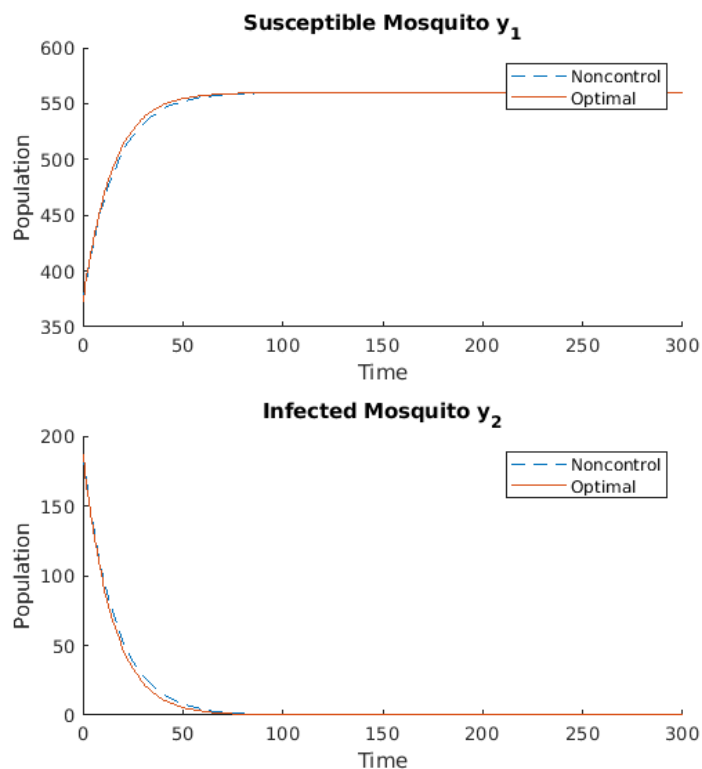 Susceptible Mosquito y1
600
550
500
450
400
350
Population
0 50 100 150 200 250 300
Time
Noncontrol
Optimal
Infected Mosquito y2
200
150
100
50
0
Population
0 50 100 150 200 250 300
Time
Noncontrol
Optimal